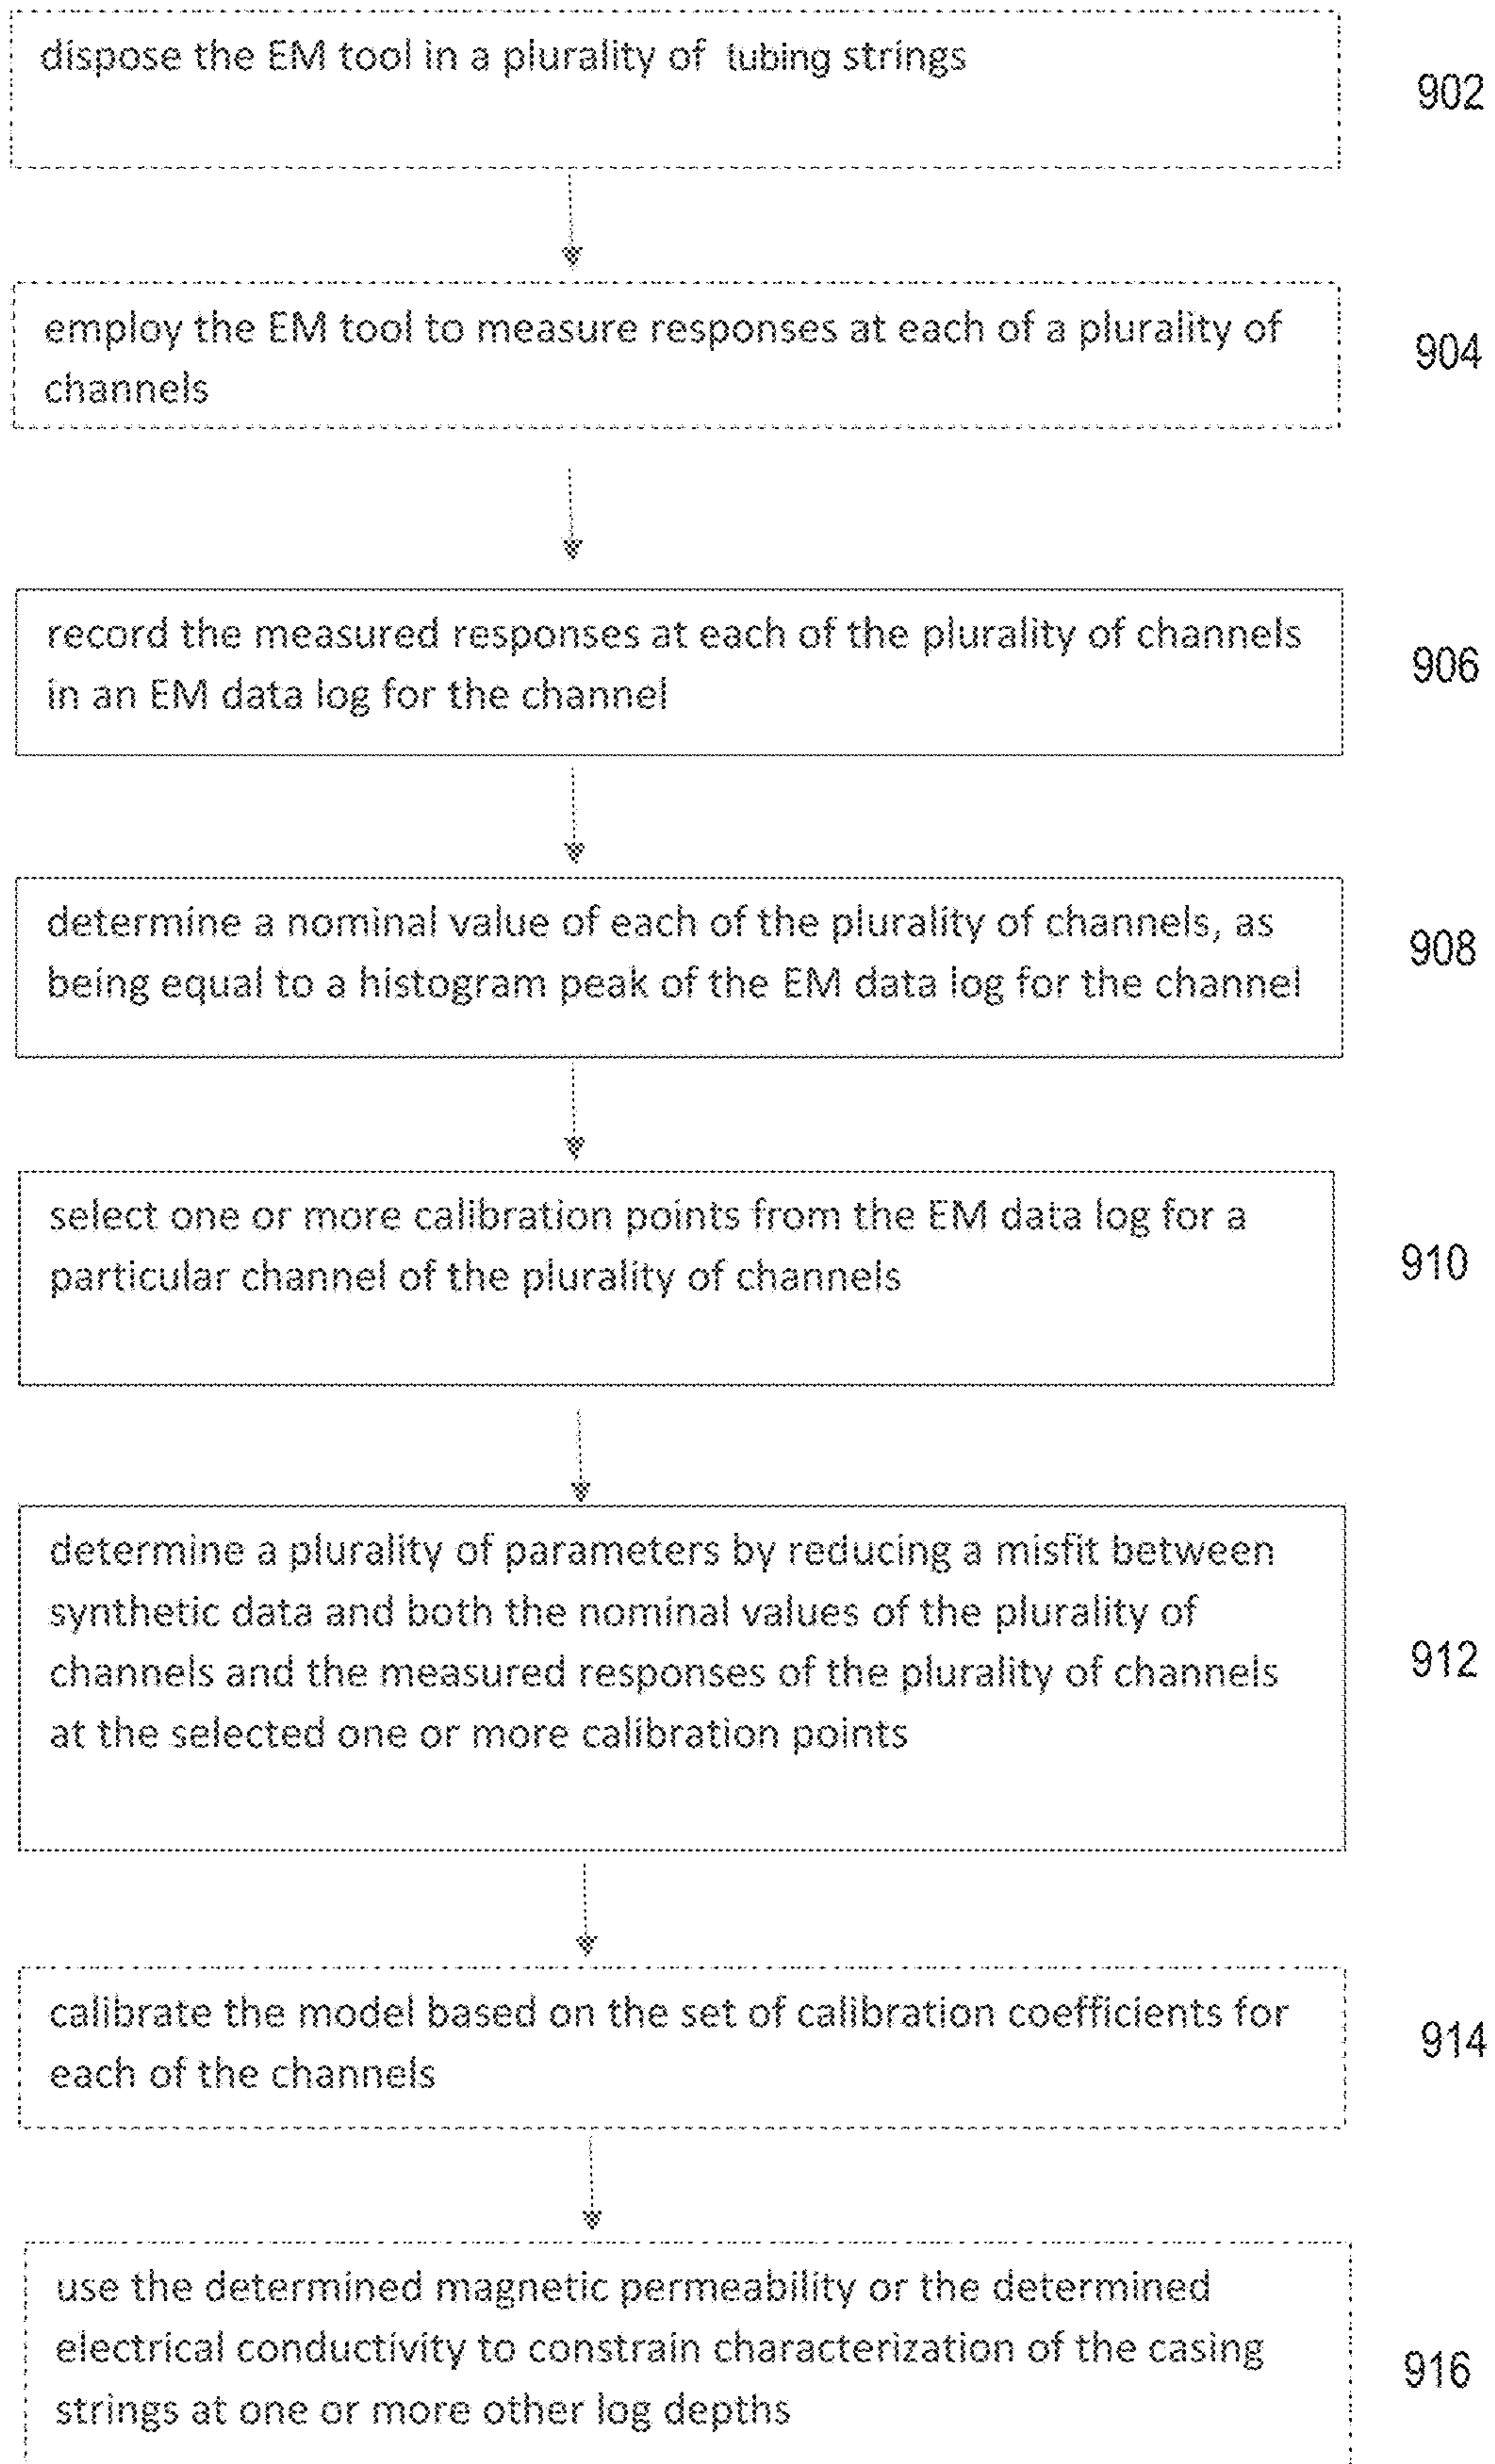 dispose the EM tool in a plurality of tubing strings
902
employ the EM tool to measure responses at each of a plurality of
channels
904
record the measured responses at each of the plurality of channels
in an EM data log for the channel
906
determine a nominal value of each of the plurality of channels, as
being equal to a histogram peak of the EM data log for the channel
908
select one or more calibration points from the EM data log for a
particular channel of the plurality of channels
910
determine a plurality of parameters by reducing a misfit between
synthetic data and both the nominal values of the plurality of
channels and the measured responses of the plurality of channels
at the selected one or more calibration points
912
calibrate the model based on the set of calibration coefficients for
each of the channels
914
use the determined magnetic permeability or the determined
electrical conductivity to constrain characterization of the casing
strings at one or more other log depths
916